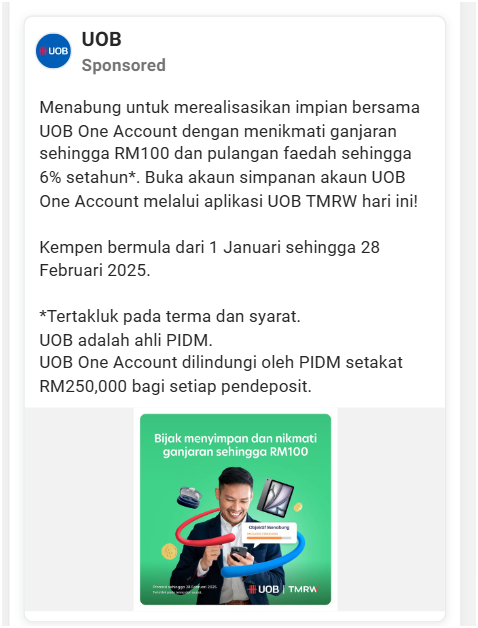 UOB
UOB
Sponsored
Menabung untuk merealisasikan impian bersama
UOB One Account dengan menikmati ganjaran
sehingga RM100 dan pulangan faedah sehingga
6% setahun*. Buka akaun simpanan akaun UOB
One Account melalui aplikasi UOB TMRW hari ini!
Kempen bermula dari 1 Januari sehingga 28
Februari 2025.
*Tertakluk pada terma dan syarat.
UOB adalah ahli PIDM.
UOB One Account dilindungi oleh PIDM setakat
RM250,000 bagi setiap pendeposit.
Bijak menyimpan dan nikmati
ganjaran sehingga RM100
Objektif Menabung
sehingga 28 Februari 2025.
UOB | TMRW